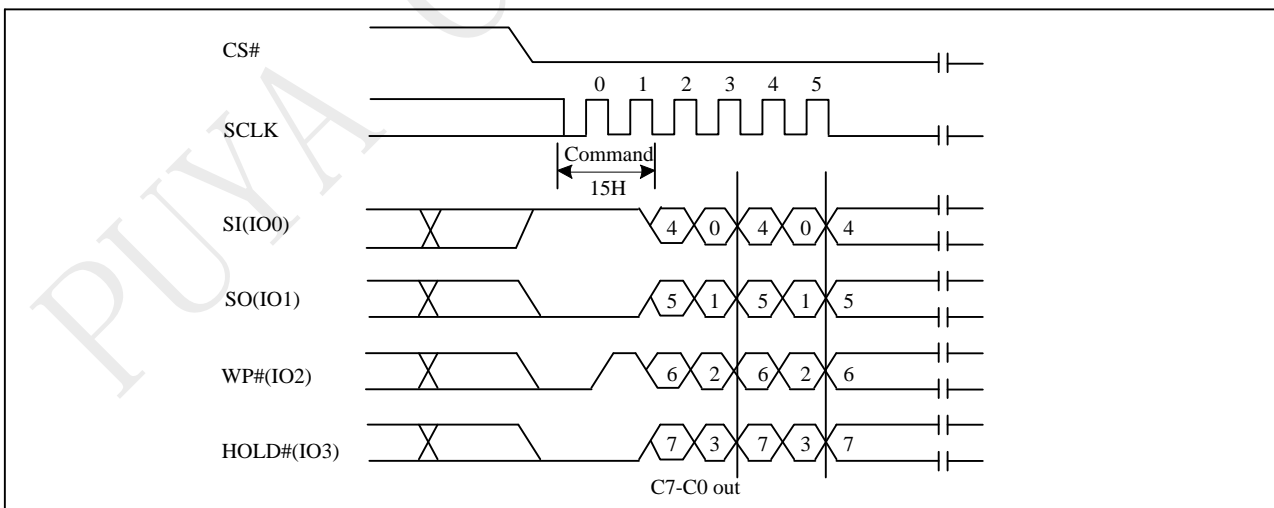 PUYA
CS#
0 1 2 3 4 5
SCLK
Command
15H
SI(IO0)
4 0 4 0 4
SO(IO1)
5 1 5 1 5
WP#(IO2)
6 2 6 2 6
HOLD#(IO3)
7 3 7 3 7
C7-C0 out